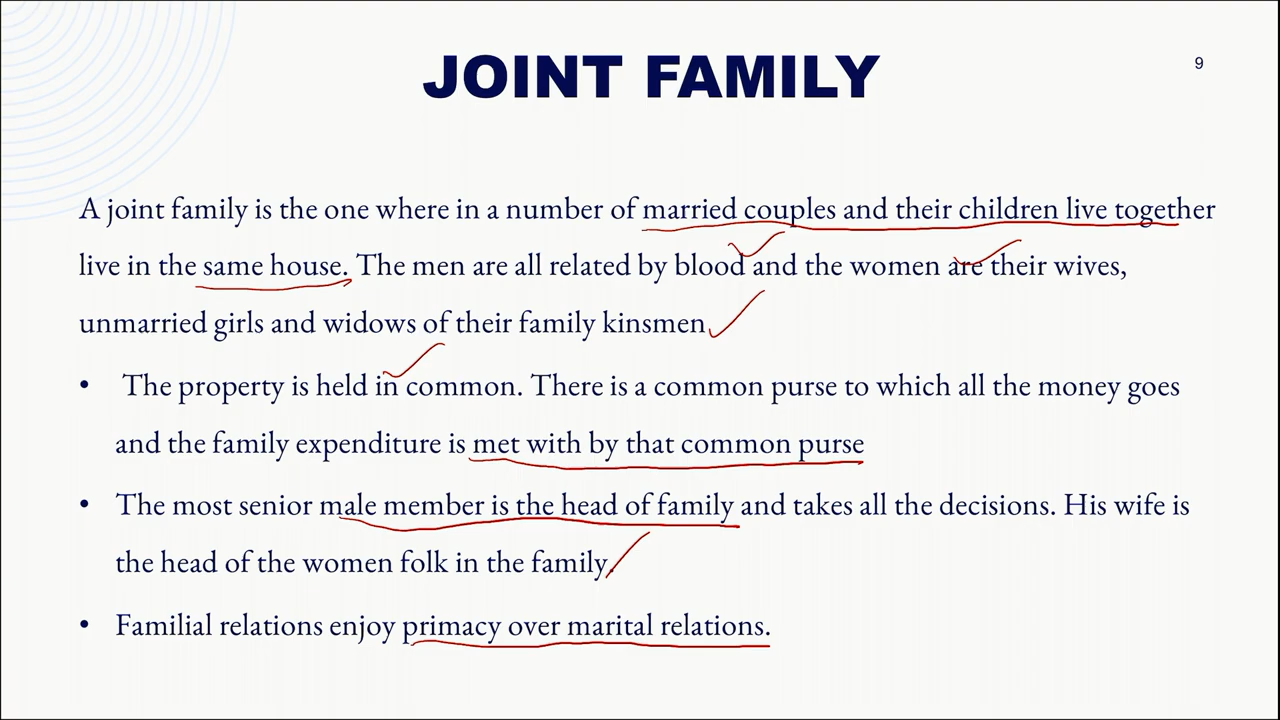 JOINT FAMILY
9
A joint family is the one where in a number of married couples and their children live together
live in the same house. The men are all related by blood and the women are their wives,
unmarried girls and widows of their family kinsmen
• The property is held in common. There is a common purse to which all the money goes
and the family expenditure is met with by that common purse
• The most senior male member is the head of family and takes all the decisions. His wife is
the head of the women folk in the family
• Familial relations enjoy primacy over marital relations.